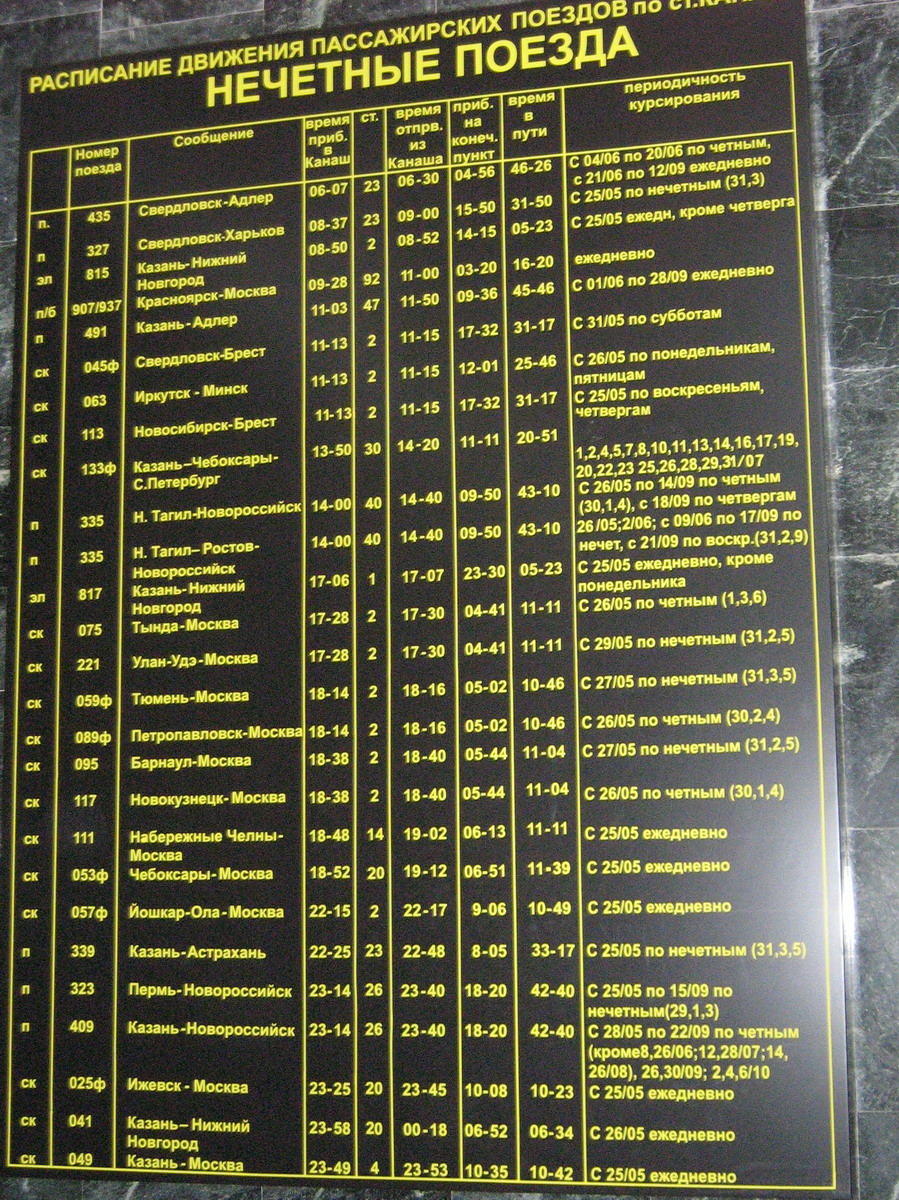 РАСПИСАНИЕ ДВИЖЕНИЯ ПАССАЖИРСКИХ ПОЕЗДОВ по ст.КАН
НЕЧЕТНЫЕ ПОЕЗДА
Номер поезда Сообщение время приб. в Канаш ст. время отпрв. из Канаша приб. на конеч. пункт время в пути периодичность курсирования
п. 435 Свердловск-Адлер 06-07 23 06-30 04-56 46-26 С 04/06 по 20/06 по четным,
с 21/06 по 12/09 ежедневно
п 327 Свердловск-Харьков 08-37 23 09-00 15-50 31-50 С 25/05 по нечетным (31,3)
эл 815 Казань-Нижний 08-50 2 08-52 14-15 05-23 С 25/05 ежедн, кроме четверга
Новгород
п/б 907/937 Красноярск-Москва 09-28 92 11-00 03-20 16-20 ежедневно
п 491 Казань-Адлер 11-03 47 11-50 09-36 45-46 С 01/06 по 28/09 ежедневно
ск 045ф Свердловск-Брест 11-13 2 11-15 17-32 31-17 С 31/05 по субботам
ск 063 Иркутск - Минск 11-13 2 11-15 12-01 25-46 С 26/05 по понедельникам,
пятницам
ск 113 Новосибирск-Брест 11-13 2 11-15 17-32 31-17 С 25/05 по воскресеньям,
четвергам
ск 133ф Казань–Чебоксары- 13-50 30 14-20 11-11 20-51 1,2,4,5,7,8,10,11,13,14,16,17,19,
С.Петербург 20,22,23 25,26,28,29,31/07
п 335 Н. Тагил-Новороссийск 14-00 40 14-40 09-50 43-10 С 26/05 по 14/09 по четным
(30,1,4), с 18/09 по четвергам
п 335 Н. Тагил– Ростов- 14-00 40 14-40 09-50 43-10 26/05;2/06; с 09/06 по 17/09 по
Новороссийск нечет, с 21/09 по воскр.(31,2,9)
эл 817 Казань-Нижний 17-06 1 17-07 23-30 05-23 С 25/05 ежедневно, кроме
Новгород понедельника
ск 075 Тында-Москва 17-28 2 17-30 04-41 11-11 С 26/05 по четным (1,3,6)
ск 221 Улан-Удэ-Москва 17-28 2 17-30 04-41 11-11 С 29/05 по нечетным (31,2,5)
ск 059ф Тюмень-Москва 18-14 2 18-16 05-02 10-46 С 27/05 по нечетным (31,3,5)
ск 089ф Петропавловск-Москва 18-14 2 18-16 05-02 10-46 С 26/05 по четным (30,2,4)
ск 095 Барнаул-Москва 18-38 2 18-40 05-44 11-04 С 27/05 по нечетным (31,2,5)
ск 117 Новокузнецк- Москва 18-38 2 18-40 05-44 11-04 С 26/05 по четным (30,1,4)
ск 111 Набережные Челны- 18-48 14 19-02 06-13 11-11 С 25/05 ежедневно
Москва
ск 053ф Чебоксары-Москва 18-52 20 19-12 06-51 11-39 С 25/05 ежедневно
ск 057ф Йошкар-Ола - Москва 22-15 2 22-17 9-06 10-49 С 25/05 ежедневно
п 339 Казань-Астрахань 22-25 23 22-48 8-05 33-17 С 25/05 по нечетным (31,3,5)
п 323 Пермь-Новороссийск 23-14 26 23-40 18-20 42-40 С 25/05 по 15/09 по
нечетным(29,1,3)
п 409 Казань-Новороссийск 23-14 26 23-40 18-20 42-40 С 28/05 по 22/09 по четным
(кроме8,26/06;12,28/07;14,
26/08), 26,30/09; 2,4,6/10
ск 025ф Ижевск - Москва 23-25 20 23-45 10-08 10-23 С 25/05 ежедневно
ск 041 Казань– Нижний 23-58 20 00-18 06-52 06-34 С 26/05 ежедневно
Новгород
ск 049 Казань-Москва 23-49 4 23-53 10-35 10-42 С 25/05 ежедневно